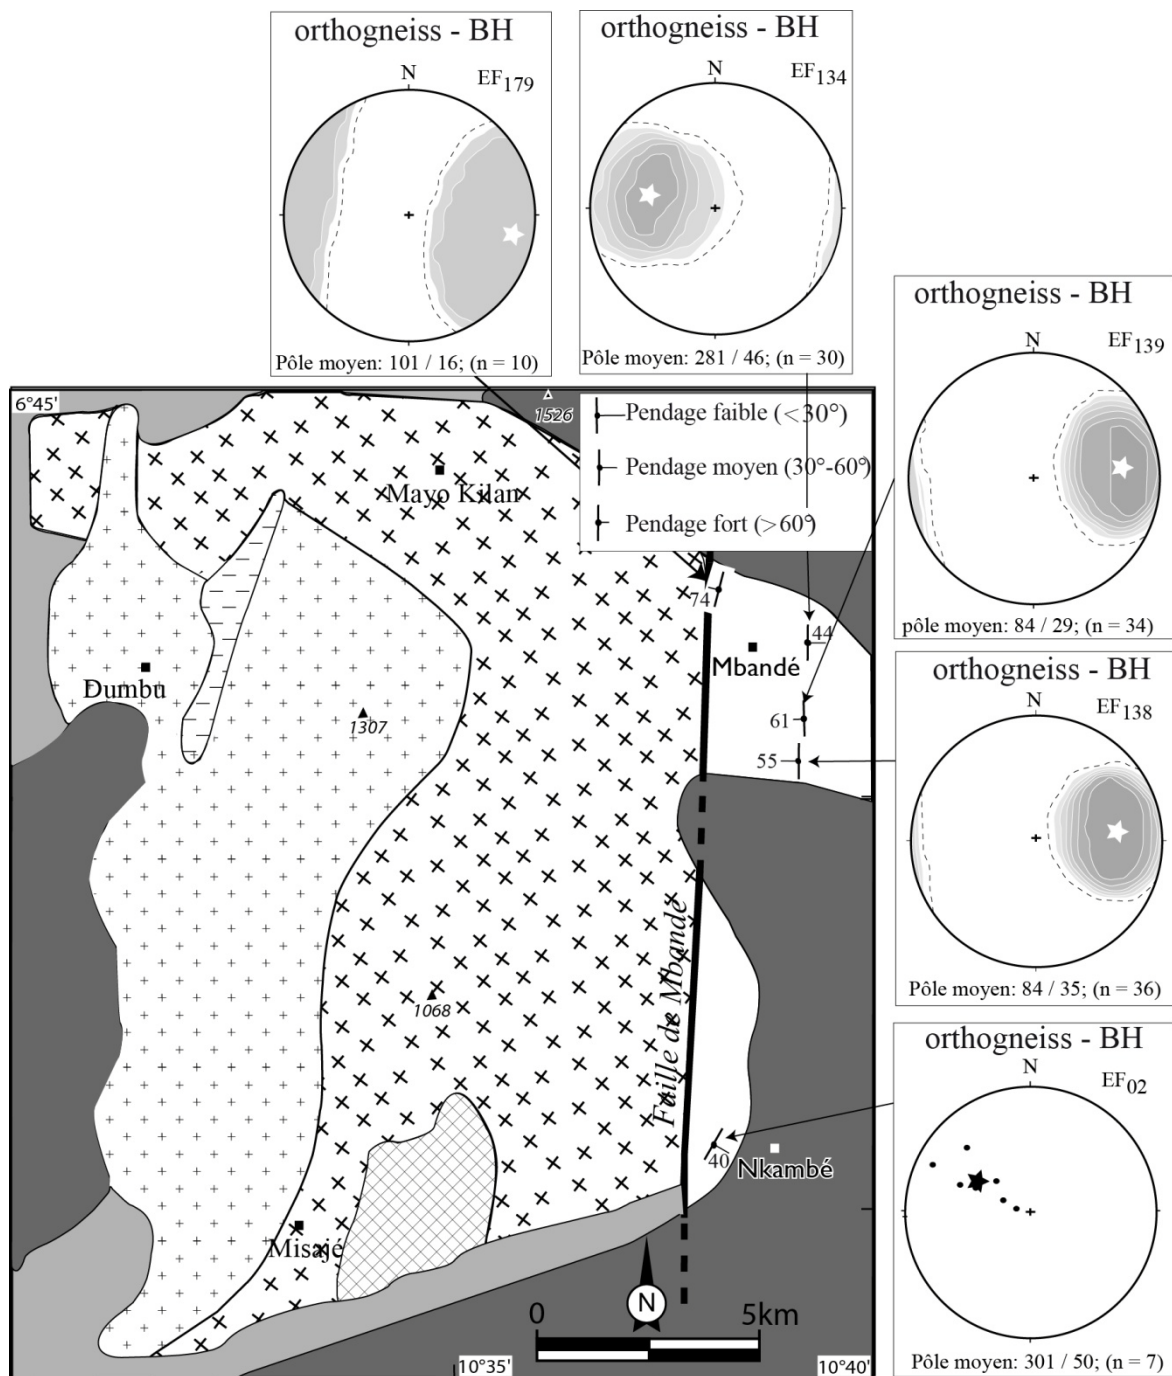 orthogneiss - BH
N
EF179
Pôle moyen: 101 / 16; (n = 10)
orthogneiss - BH
N
EF134
Pôle moyen: 281 / 46; (n = 30)
orthogneiss - BH
N
EF139
pôle moyen: 84 / 29; (n = 34)
orthogneiss - BH
N
EF138
Pôle moyen: 84 / 35; (n = 36)
orthogneiss - BH
N
EF02
Pôle moyen: 301 / 50; (n = 7)
6°45'
1526
Pendage faible (<30°)
Pendage moyen (30°-60°)
Pendage fort (>60°)
Mayo Kilan
74
44
Mbandé
Dumbu
1307
61
55
Faille de Mbande
1068
40
Nkambé
Misajé
N
0
5km
10°35'
10°40'